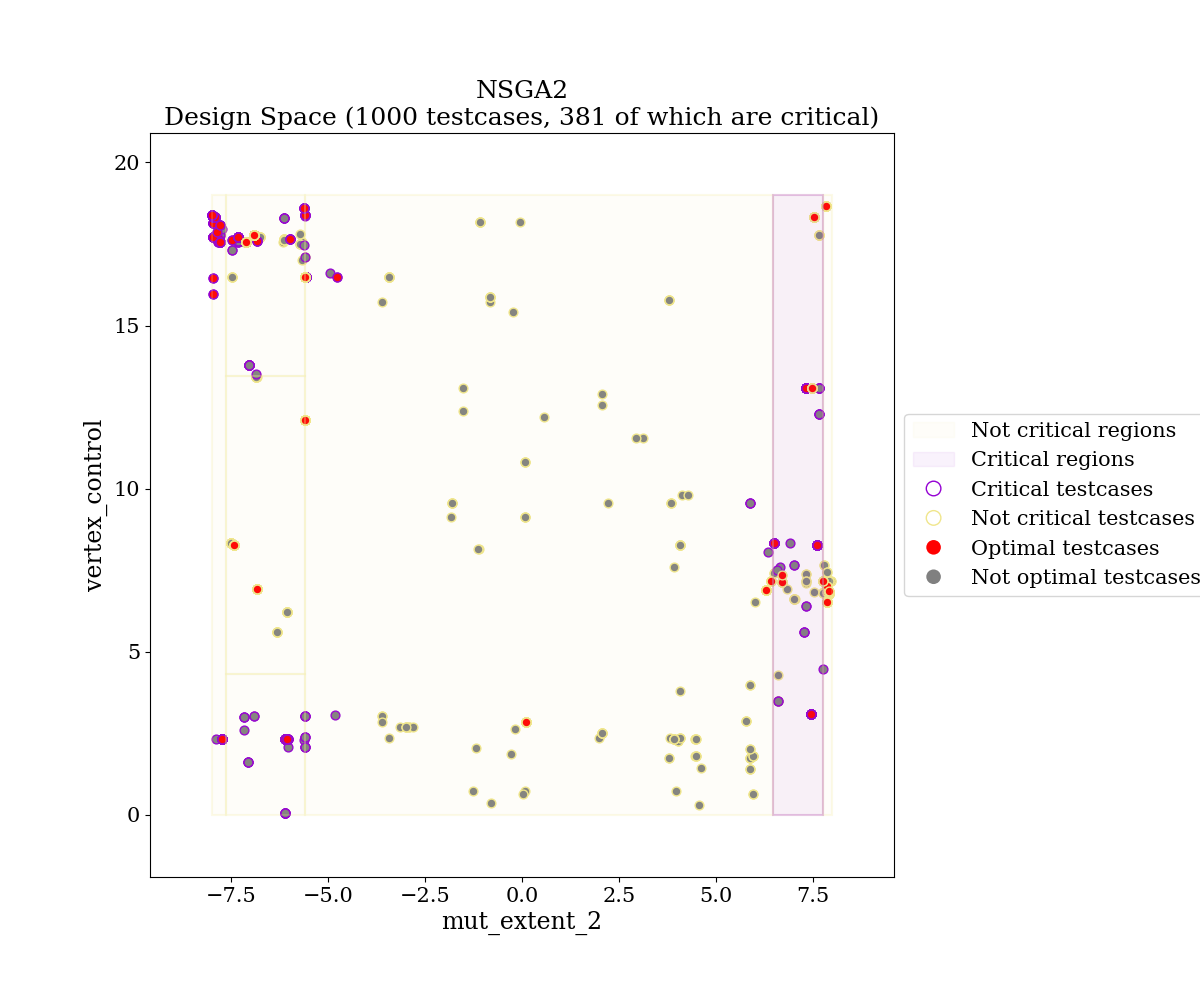 NSGA2
Design Space (1000 testcases, 381 of which are critical)
20
15
10
5
0
vertex_control
−7.5
−5.0
−2.5
0.0
2.5
5.0
7.5
mut_extent_2
Not critical regions
Critical regions
Critical testcases
Not critical testcases
Optimal testcases
Not optimal testcases